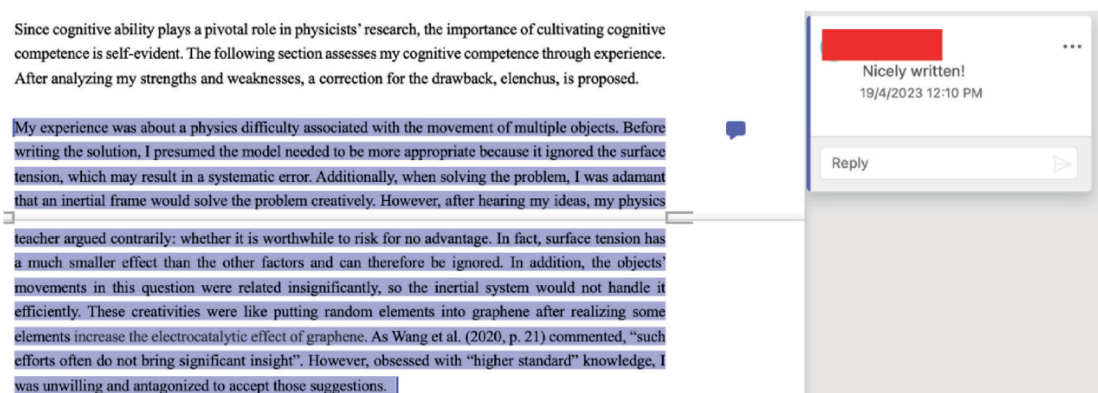 Since cognitive ability plays a pivotal role in physicists' research, the importance of cultivating cognitive
competence is self-evident. The following section assesses my cognitive competence through experience.
After analyzing my strengths and weaknesses, a correction for the drawback, elenchus, is proposed.
My experience was about a physics difficulty associated with the movement of multiple objects. Before
writing the solution, I presumed the model needed to be more appropriate because it ignored the surface
tension, which may result in a systematic error. Additionally, when solving the problem, I was adamant
that an inertial frame would solve the problem creatively. However, after hearing my ideas, my physics
teacher argued contrarily: whether it is worthwhile to risk for no advantage. In fact, surface tension has
a much smaller effect than the other factors and can therefore be ignored. In addition, the objects'
movements in this question were related insignificantly, so the inertial system would not handle it
efficiently. These creativities were like putting random elements into graphene after realizing some
elements increase the electrocatalytic effect of graphene. As Wang et al. (2020, p. 21) commented, "such
efforts often do not bring significant insight". However, obsessed with "higher standard" knowledge, I
was unwilling and antagonized to accept those suggestions.
Nicely written!
19/4/2023 12:10 PM
Reply